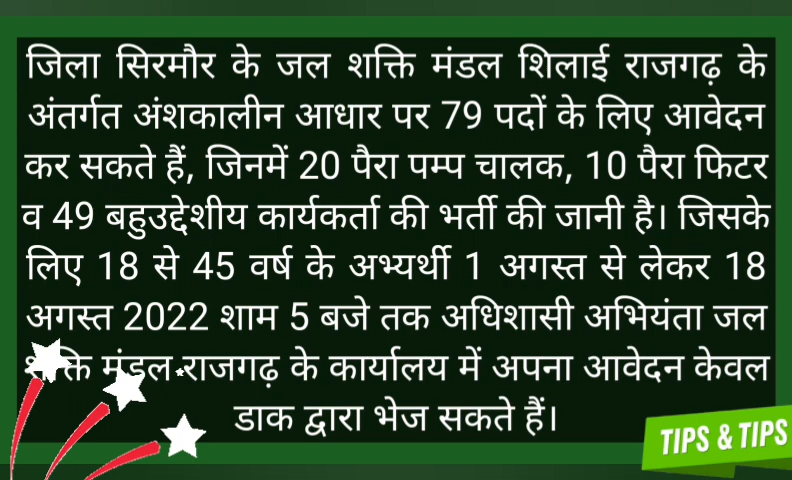 जिला सिरमौर के जल शक्ति मंडल शिलाई राजगढ़ के
अंतर्गत अंशकालीन आधार पर 79 पदों के लिए आवेदन
कर सकते हैं, जिनमें 20 पैरा पम्प चालक, 10 पैरा फिटर
व 49 बहुउद्देशीय कार्यकर्ता की भर्ती की जानी है। जिसके
लिए 18 से 45 वर्ष के अभ्यर्थी 1 अगस्त से लेकर 18
अगस्त 2022 शाम 5 बजे तक अधिशासी अभियंता जल
शक्ति मंडल राजगढ़ के कार्यालय में अपना आवेदन केवल
डाक द्वारा भेज सकते हैं।
TIPS & TIPS